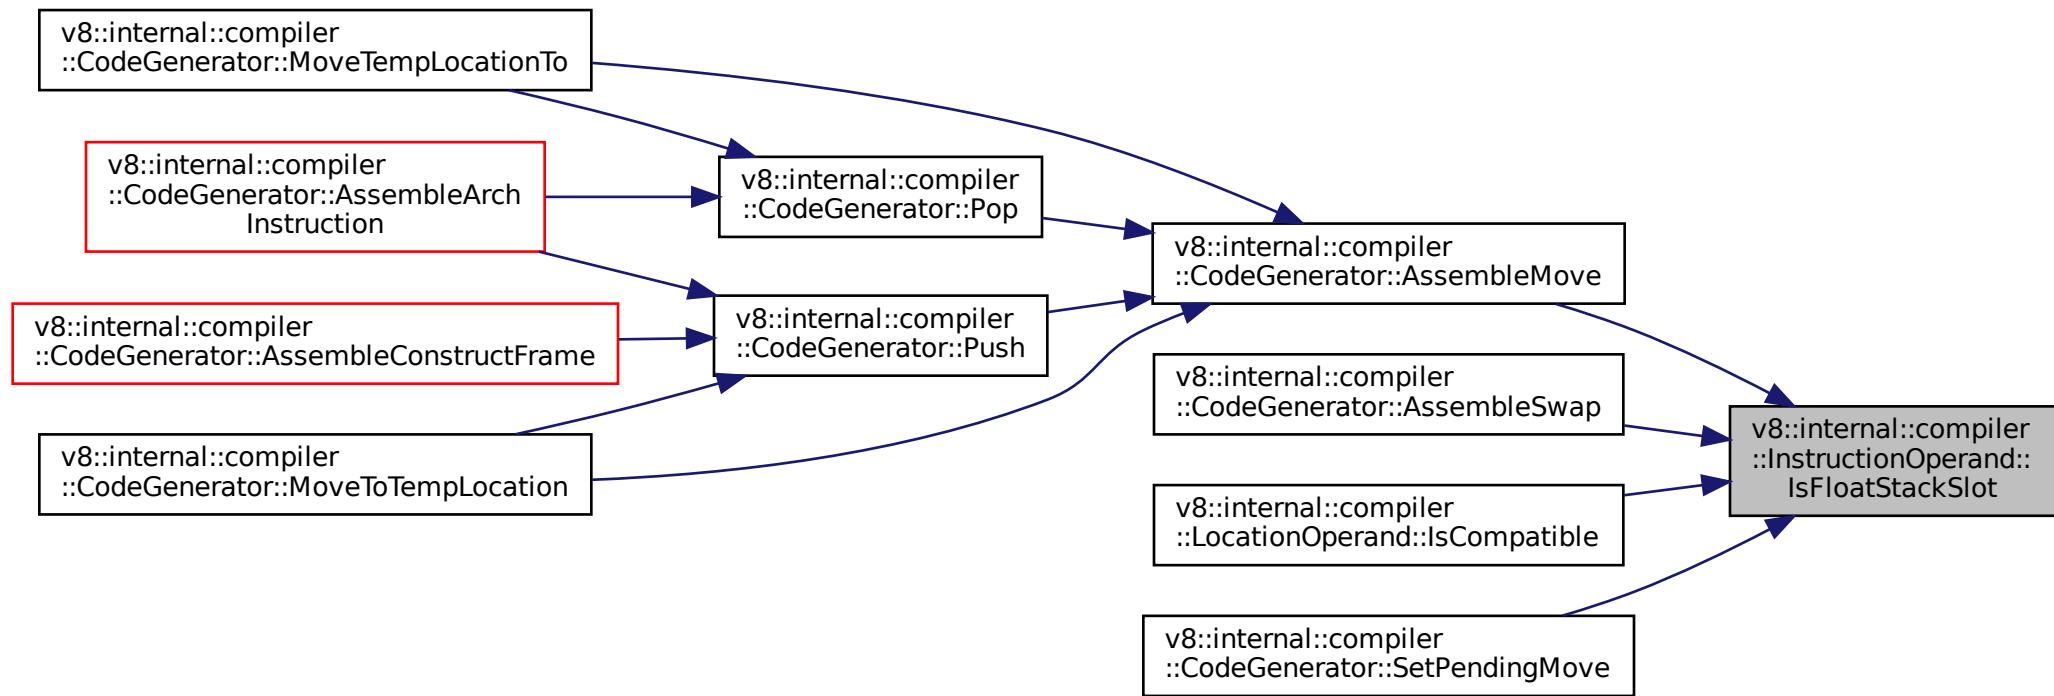 v8::internal::compiler
::CodeGenerator::MoveTempLocationTo
v8::internal::compiler
::CodeGenerator::AssembleArch
Instruction
v8::internal::compiler
::CodeGenerator::AssembleConstructFrame
v8::internal::compiler
::CodeGenerator::MoveToTempLocation
v8::internal::compiler
::CodeGenerator::Pop
v8::internal::compiler
::CodeGenerator::Push
v8::internal::compiler
::CodeGenerator::AssembleMove
v8::internal::compiler
::CodeGenerator::AssembleSwap
v8::internal::compiler
::LocationOperand::IsCompatible
v8::internal::compiler
::CodeGenerator::SetPendingMove
v8::internal::compiler
::InstructionOperand::
IsFloatStackSlot